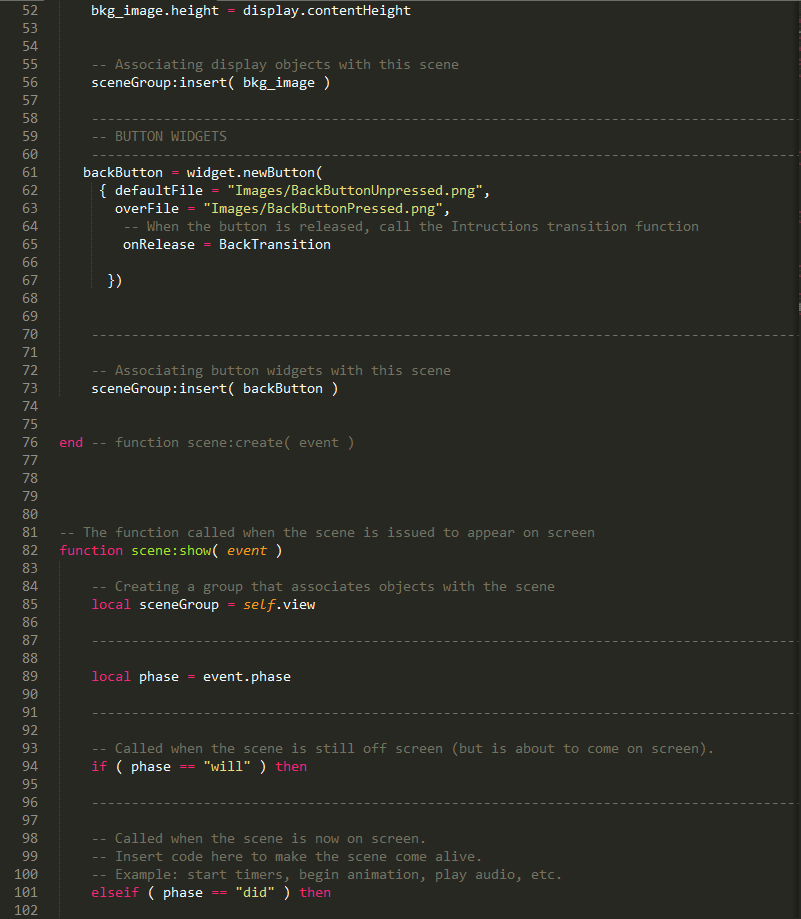 52 bkg_image.height = display.contentHeight
53
54
55 -- Associating display objects with this scene
56 sceneGroup:insert( bkg_image )
57
58 -----------------------------------------------------------------------------------------
59 -- BUTTON WIDGETS
60 -----------------------------------------------------------------------------------------
61 backButton = widget.newButton(
62 { defaultFile = "Images/BackButtonUnpressed.png",
63 overFile = "Images/BackButtonPressed.png",
64 -- When the button is released, call the Intructions transition function
65 onRelease = BackTransition
66
67 })
68
69
70 -----------------------------------------------------------------------------------------
71
72 -- Associating button widgets with this scene
73 sceneGroup:insert( backButton )
74
75
76 end -- function scene:create( event )
77
78
79
80
81 -- The function called when the scene is issued to appear on screen
82 function scene:show( event )
83
84 -- Creating a group that associates objects with the scene
85 local sceneGroup = self.view
86
87 -----------------------------------------------------------------------------------------
88
89 local phase = event.phase
90
91 -----------------------------------------------------------------------------------------
92
93 -- Called when the scene is still off screen (but is about to come on screen).
94 if ( phase == "will" ) then
95
96 -----------------------------------------------------------------------------------------
97
98 -- Called when the scene is now on screen.
99 -- Insert code here to make the scene come alive.
100 -- Example: start timers, begin animation, play audio, etc.
101 elseif ( phase == "did" ) then
102